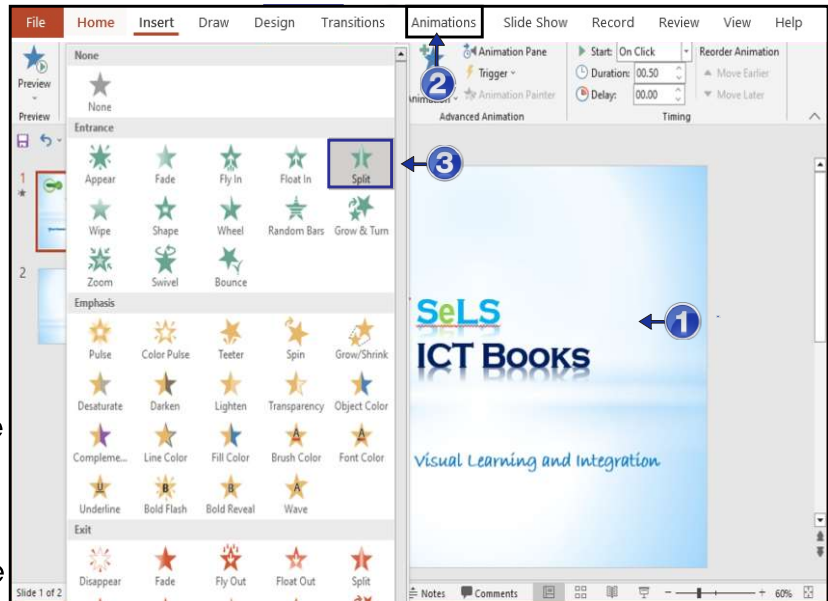 File Home Insert Draw Design Transitions Animations Slide Show Record Review View Help
Preview
Preview
None
None
Entrance
Appear Fade Fly In Float In Split
Wipe Shape Wheel Random Bars Grow & Turn
Zoom Swivel Bounce
Emphasis
Pulse Color Pulse Teeter Spin Grow/Shrink
Desaturate Darken Lighten Transparency Object Color
Compleme... Line Color Fill Color Brush Color Font Color
Underline Bold Flash Bold Reveal Wave
Exit
Disappear Fade Fly Out Float Out Split
Animation Pane
Trigger
Animation Painter
Advanced Animation
Start: On Click
Duration: 00.50
Delay: 00.00
Timing
Reorder Animation
Move Earlier
Move Later
2
3
1
1
2
SeLS
ICT Books
Visual Learning and Integration
Slide 1 of 2
Notes Comments 60%
e
e